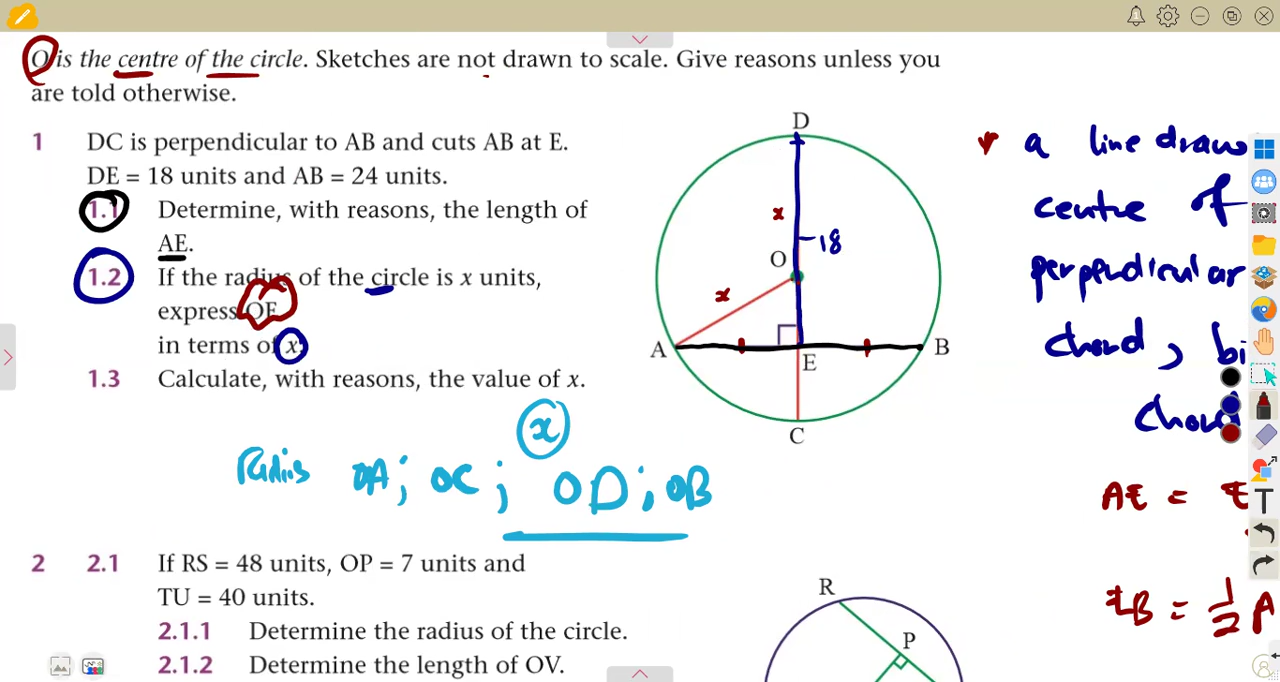 O is the centre of the circle. Sketches are not drawn to scale. Give reasons unless you
are told otherwise.
1 DC is perpendicular to AB and cuts AB at E.
DE = 18 units and AB = 24 units.
1.1 Determine, with reasons, the length of
AE.
1.2 If the radius of the circle is x units,
express OE
in terms of x.
1.3 Calculate, with reasons, the value of x.
D
x
18
O
x
A
B
E
C
a line draw
centre of
perpendicular
chord, bi
chord
AE = E
EB = 1/2 A
x
Radius OA; OC; OD; OB
2 2.1 If RS = 48 units, OP = 7 units and
TU = 40 units.
2.1.1 Determine the radius of the circle.
2.1.2 Determine the length of OV.
R
P
T